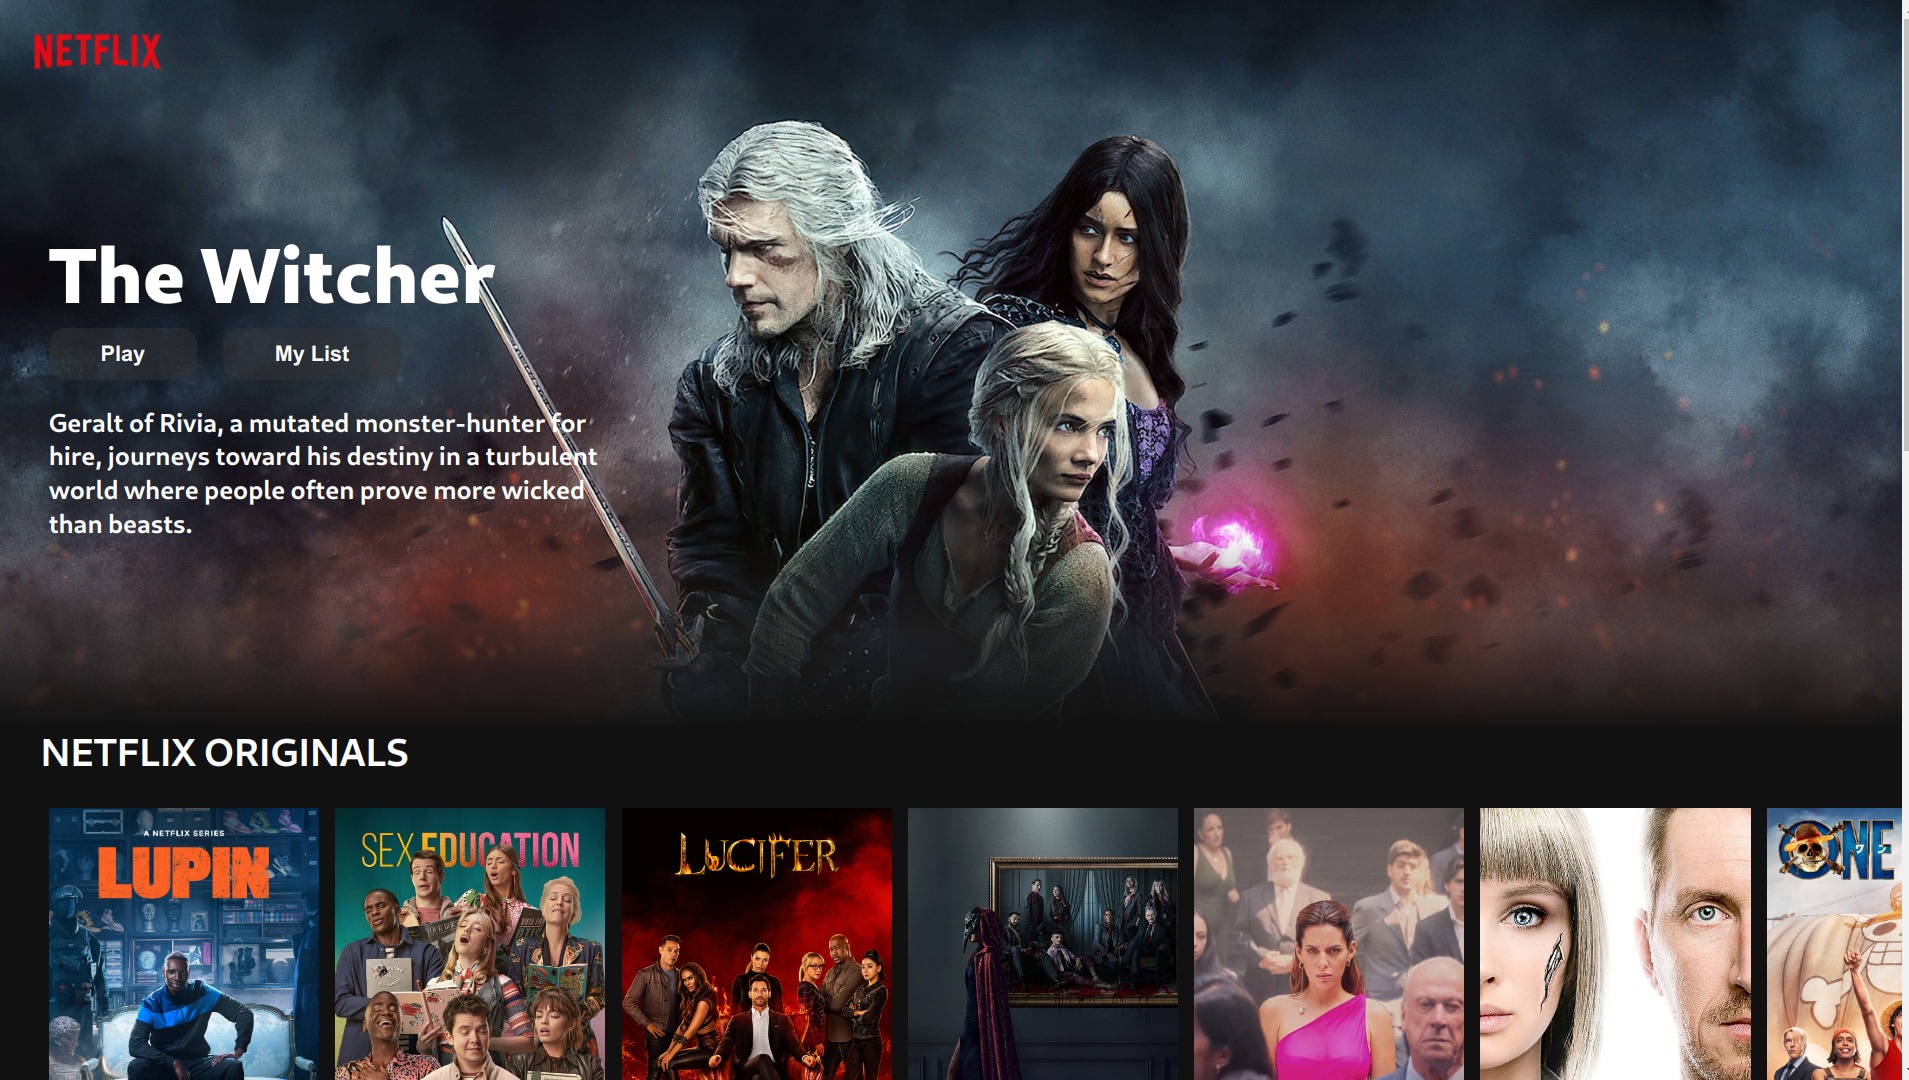 NETFLIX
The Witcher
Play
My List
Geralt of Rivia, a mutated monster-hunter for
hire, journeys toward his destiny in a turbulent
world where people often prove more wicked
than beasts.
NETFLIX ORIGINALS
A NETFLIX SERIES
LUPIN
SEX EDUCATION
LUCIFER
ONE